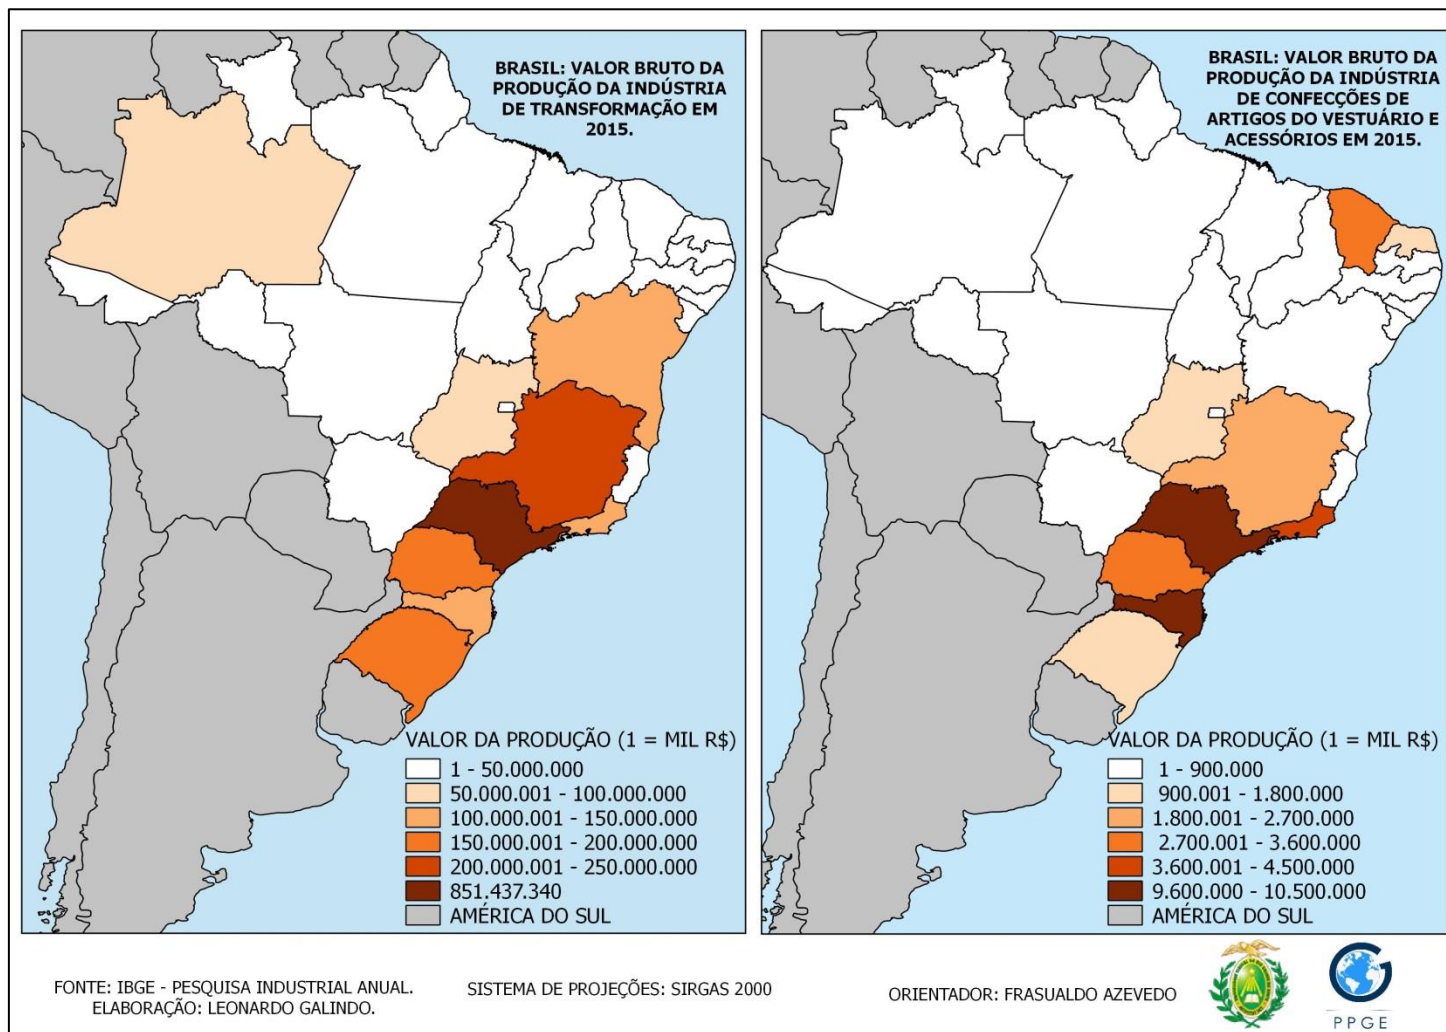 BRASIL: VALOR BRUTO DA
PRODUÇÃO DA INDÚSTRIA
DE TRANSFORMAÇÃO EM
2015.
VALOR DA PRODUÇÃO (1 = MIL R$)
1 - 50.000.000
50.000.001 - 100.000.000
100.000.001 - 150.000.000
150.000.001 - 200.000.000
200.000.001 - 250.000.000
851.437.340
AMÉRICA DO SUL
BRASIL: VALOR BRUTO DA
PRODUÇÃO DA INDÚSTRIA
DE CONFECÇÕES DE
ARTIGOS DO VESTUÁRIO E
ACESSÓRIOS EM 2015.
VALOR DA PRODUÇÃO (1 = MIL R$)
1 - 900.000
900.001 - 1.800.000
1.800.001 - 2.700.000
2.700.001 - 3.600.000
3.600.001 - 4.500.000
9.600.000 - 10.500.000
AMÉRICA DO SUL
FONTE: IBGE - PESQUISA INDUSTRIAL ANUAL.
ELABORAÇÃO: LEONARDO GALINDO.
SISTEMA DE PROJEÇÕES: SIRGAS 2000
ORIENTADOR: FRASUALDO AZEVEDO
PPGE